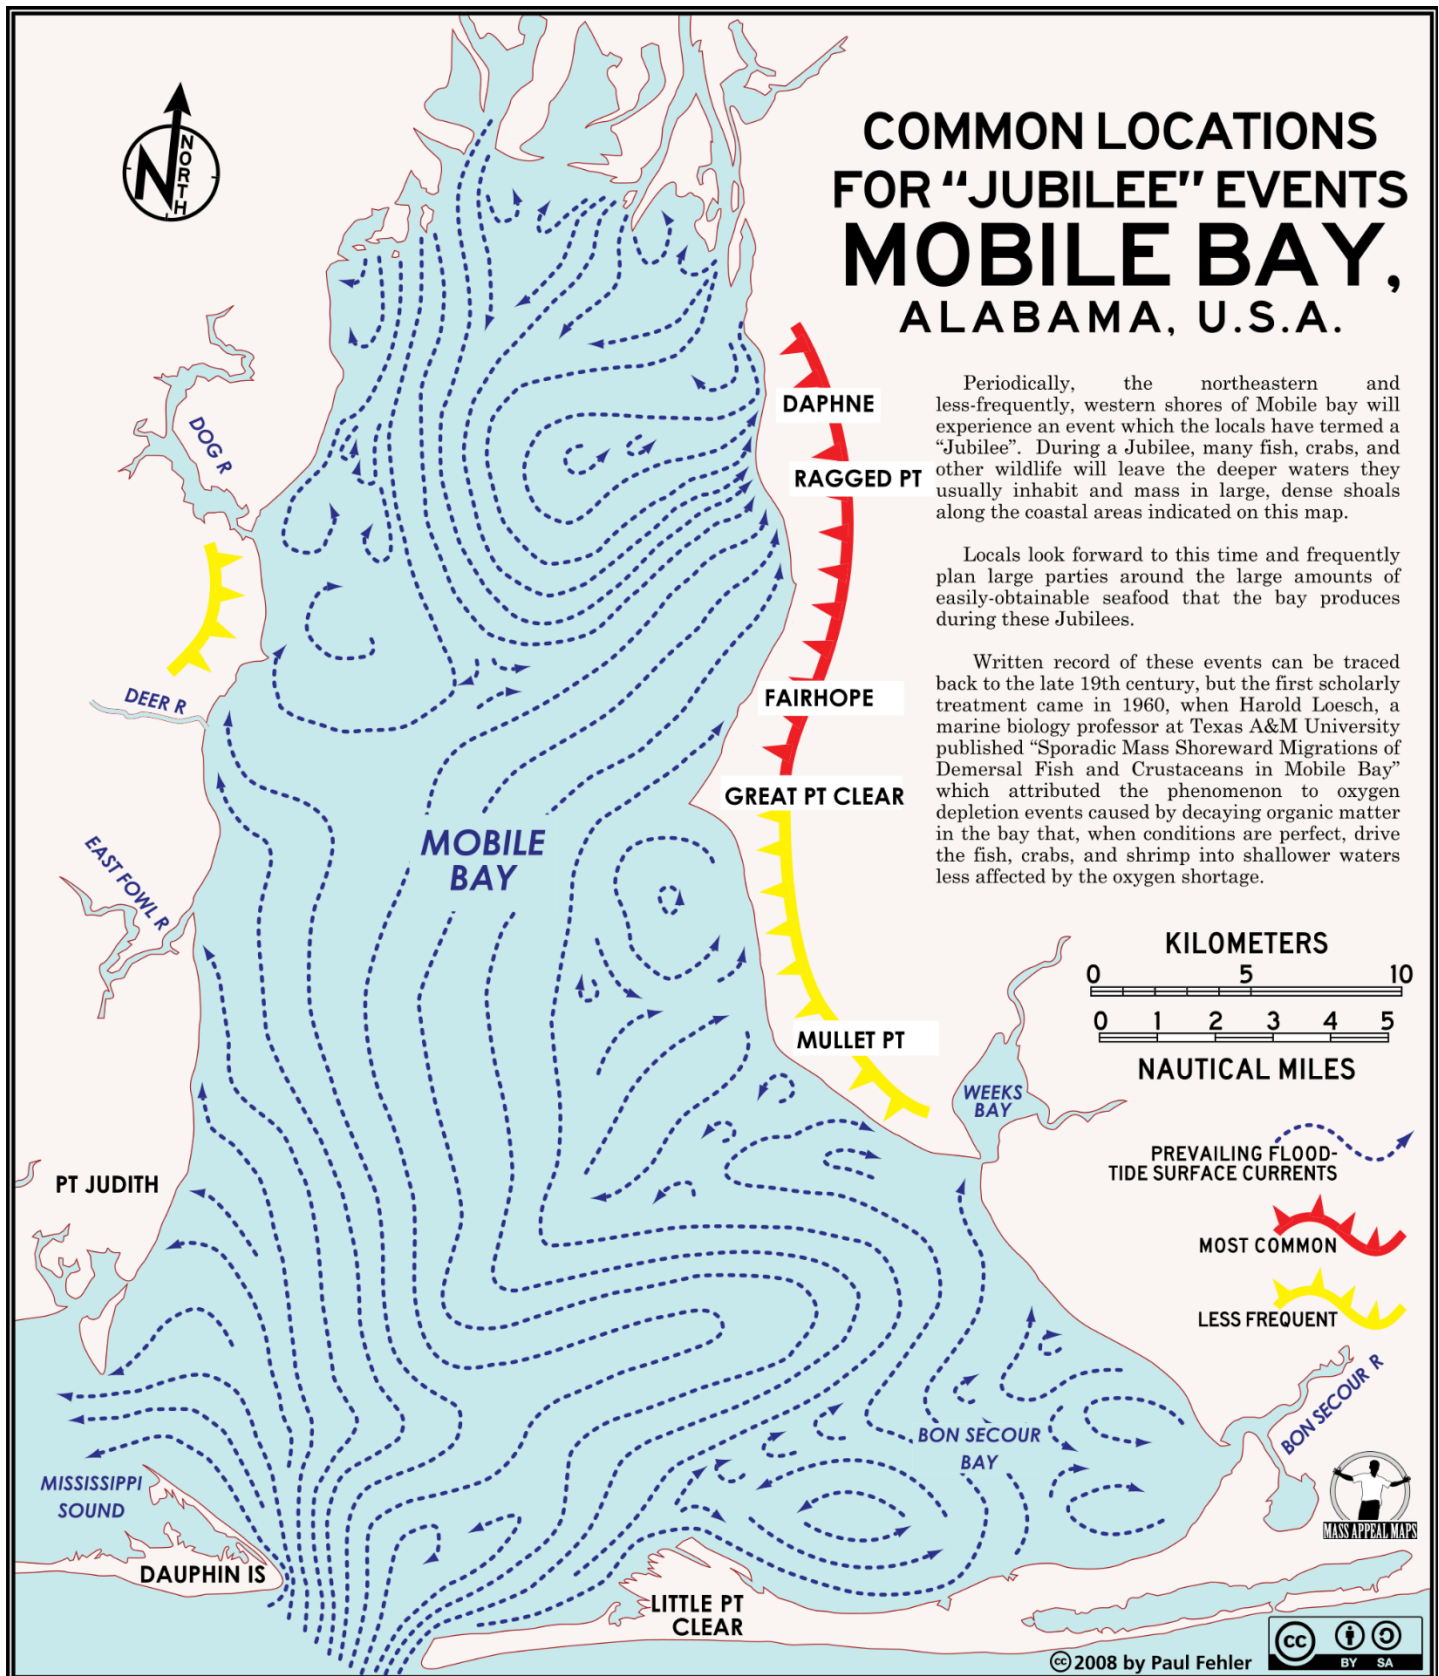 NORTH
N
COMMON LOCATIONS
FOR “JUBILEE” EVENTS
MOBILE BAY,
ALABAMA, U.S.A.
Periodically, the northeastern and
less-frequently, western shores of Mobile bay will
experience an event which the locals have termed a
“Jubilee”. During a Jubilee, many fish, crabs, and
other wildlife will leave the deeper waters they
usually inhabit and mass in large, dense shoals
along the coastal areas indicated on this map.
Locals look forward to this time and frequently
plan large parties around the large amounts of
easily-obtainable seafood that the bay produces
during these Jubilees.
Written record of these events can be traced
back to the late 19th century, but the first scholarly
treatment came in 1960, when Harold Loesch, a
marine biology professor at Texas A&M University
published “Sporadic Mass Shoreward Migrations of
Demersal Fish and Crustaceans in Mobile Bay”
which attributed the phenomenon to oxygen
depletion events caused by decaying organic matter
in the bay that, when conditions are perfect, drive
the fish, crabs, and shrimp into shallower waters
less affected by the oxygen shortage.
DAPHNE
DOG R
RAGGED PT
DEER R
FAIRHOPE
GREAT PT CLEAR
MOBILE
BAY
EAST FOWL R
KILOMETERS
0 5 10
0 1 2 3 4 5
NAUTICAL MILES
MULLET PT
WEEKS
BAY
PREVAILING FLOOD-
TIDE SURFACE CURRENTS
PT JUDITH
MOST COMMON
LESS FREQUENT
BON SECOUR R
BON SECOUR
BAY
MISSISSIPPI
SOUND
MASS APPEAL MAPS
DAUPHIN IS
LITTLE PT
CLEAR
cc 2008 by Paul Fehler
cc
BY SA